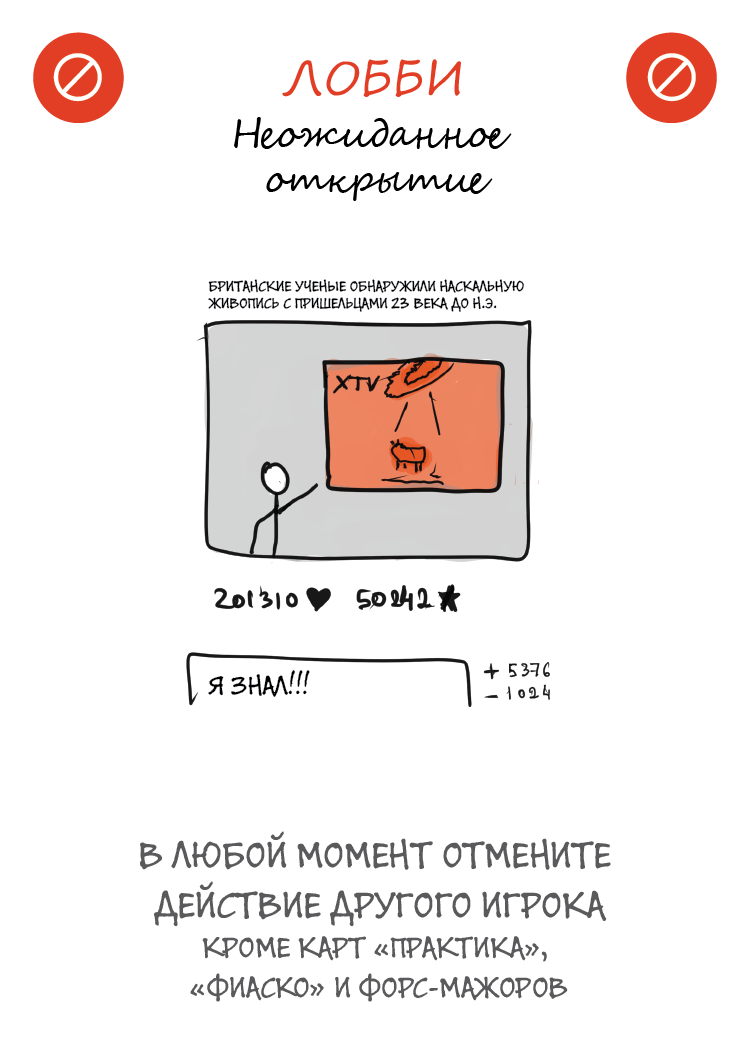 ЛОББИ
Неожиданное
открытие
БРИТАНСКИЕ УЧЕНЫЕ ОБНАРУЖИЛИ НАСКАЛЬНУЮ
ЖИВОПИСЬ С ПРИШЕЛЬЦАМИ 23 ВЕКА ДО Н.Э.
XTV
201310 ♥ 50242 ★
Я ЗНАЛ!!!
+ 5376
- 1024
В ЛЮБОЙ МОМЕНТ ОТМЕНИТЕ
ДЕЙСТВИЕ ДРУГОГО ИГРОКА
КРОМЕ КАРТ «ПРАКТИКА»,
«ФИАСКО» И ФОРС-МАЖОРОВ